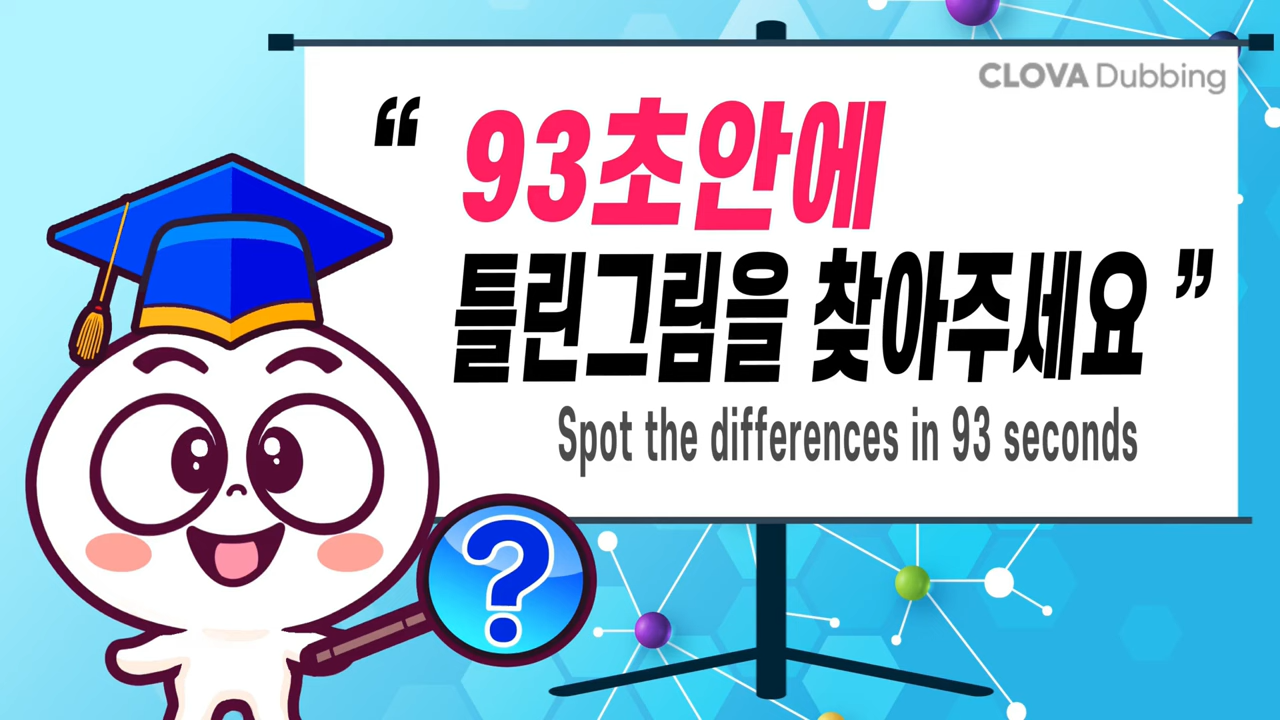 CLOVA Dubbing
“ 93초안에
틀린그림을 찾아주세요 ”
Spot the differences in 93 seconds
?